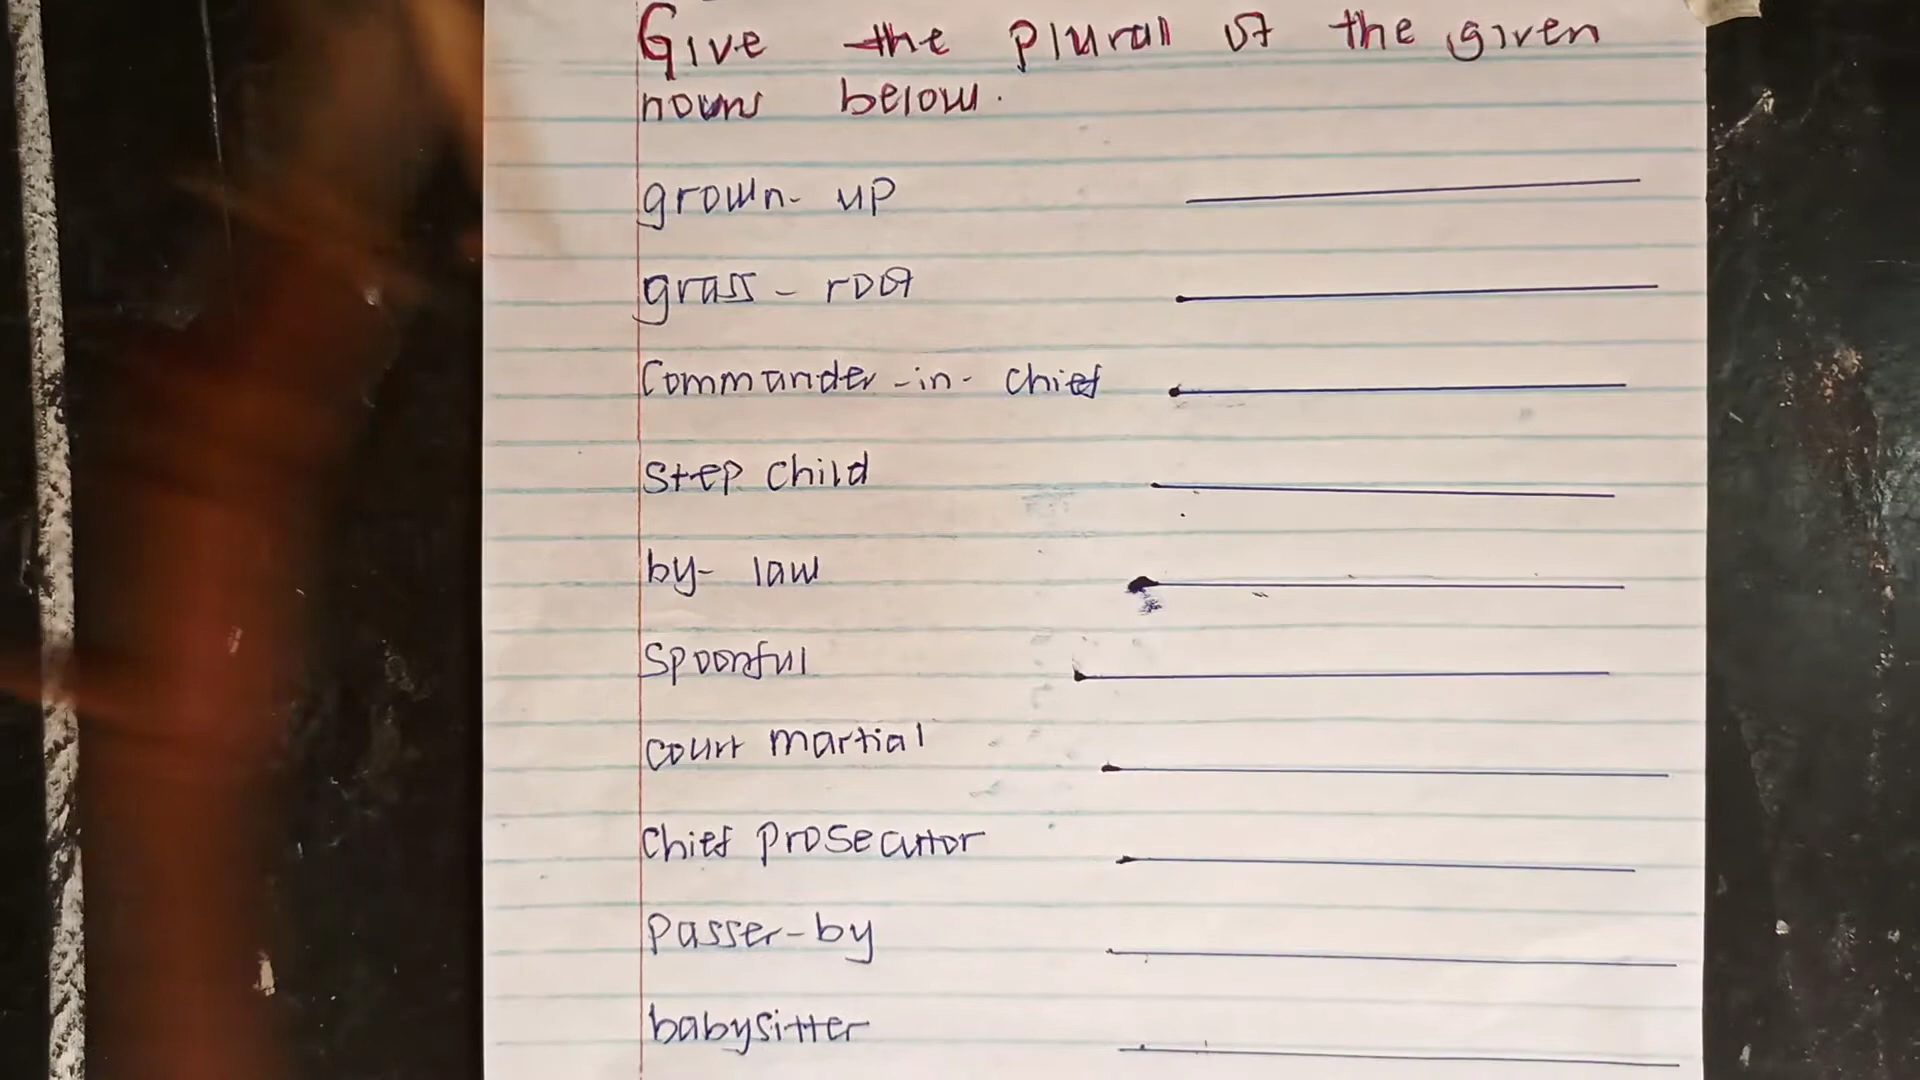 Give the plural of the given
nouns below.
grown-up
grass-root
Commander-in-chief
Step child
by-law
Spoonful
court martial
Chief prosecutor
passer-by
babysitter